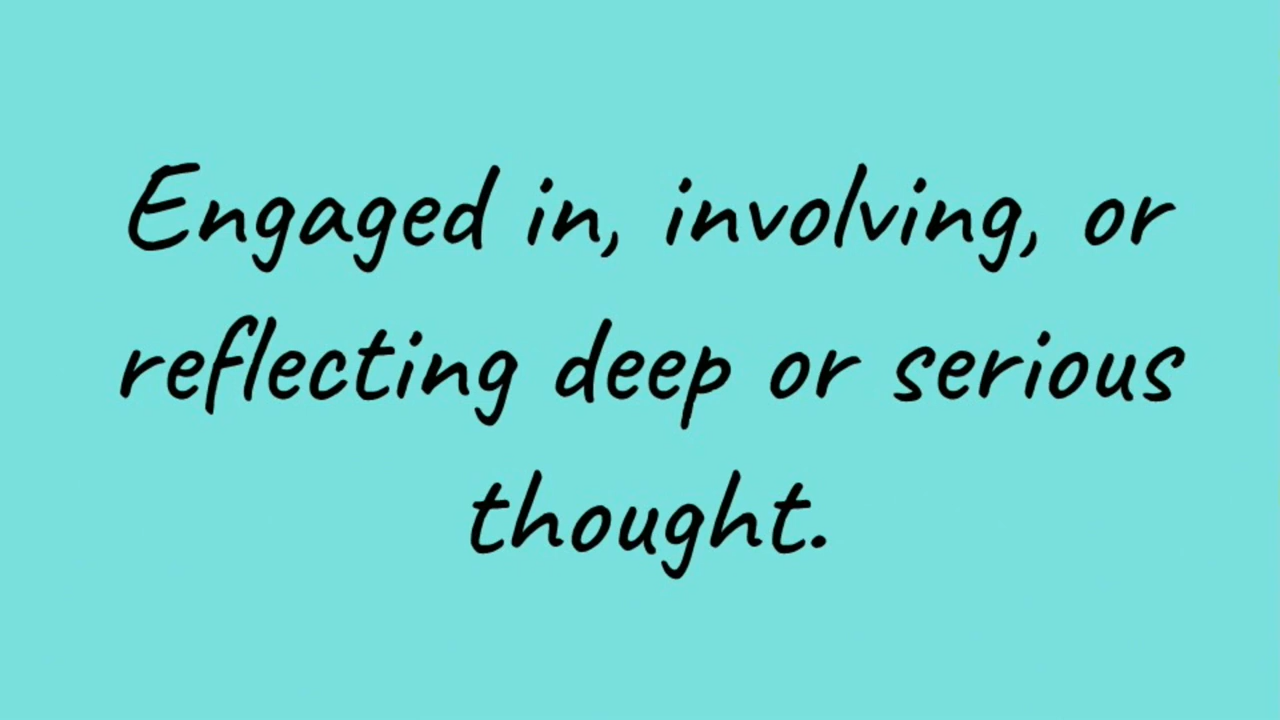 Engaged in, involving, or
reflecting deep or serious
thought.